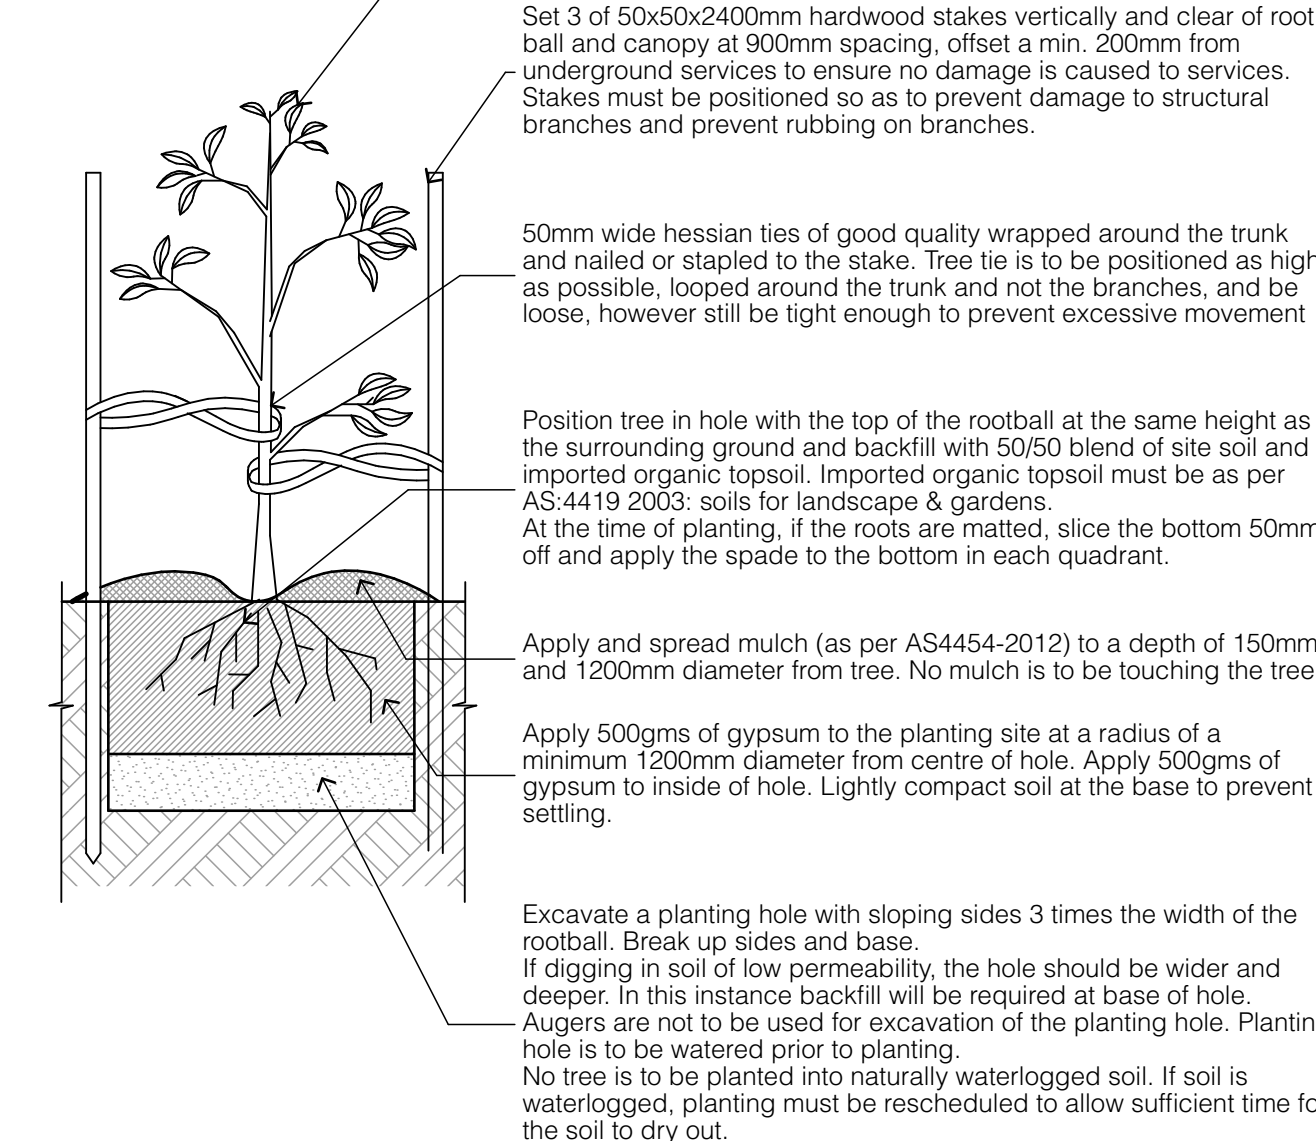 Set 3 of 50x50x2400mm hardwood stakes vertically and clear of root
ball and canopy at 900mm spacing, offset a min. 200mm from
underground services to ensure no damage is caused to services.
Stakes must be positioned so as to prevent damage to structural
branches and prevent rubbing on branches.
50mm wide hessian ties of good quality wrapped around the trunk
and nailed or stapled to the stake. Tree tie is to be positioned as high
as possible, looped around the trunk and not the branches, and be
loose, however still be tight enough to prevent excessive movement
Position tree in hole with the top of the rootball at the same height as
the surrounding ground and backfill with 50/50 blend of site soil and
imported organic topsoil. Imported organic topsoil must be as per
AS:4419 2003: soils for landscape & gardens.
At the time of planting, if the roots are matted, slice the bottom 50mm
off and apply the spade to the bottom in each quadrant.
Apply and spread mulch (as per AS4454-2012) to a depth of 150mm
and 1200mm diameter from tree. No mulch is to be touching the tree
Apply 500gms of gypsum to the planting site at a radius of a
minimum 1200mm diameter from centre of hole. Apply 500gms of
gypsum to inside of hole. Lightly compact soil at the base to prevent
settling.
Excavate a planting hole with sloping sides 3 times the width of the
rootball. Break up sides and base.
If digging in soil of low permeability, the hole should be wider and
deeper. In this instance backfill will be required at base of hole.
Augers are not to be used for excavation of the planting hole. Plantin
hole is to be watered prior to planting.
No tree is to be planted into naturally waterlogged soil. If soil is
waterlogged, planting must be rescheduled to allow sufficient time fo
the soil to dry out.